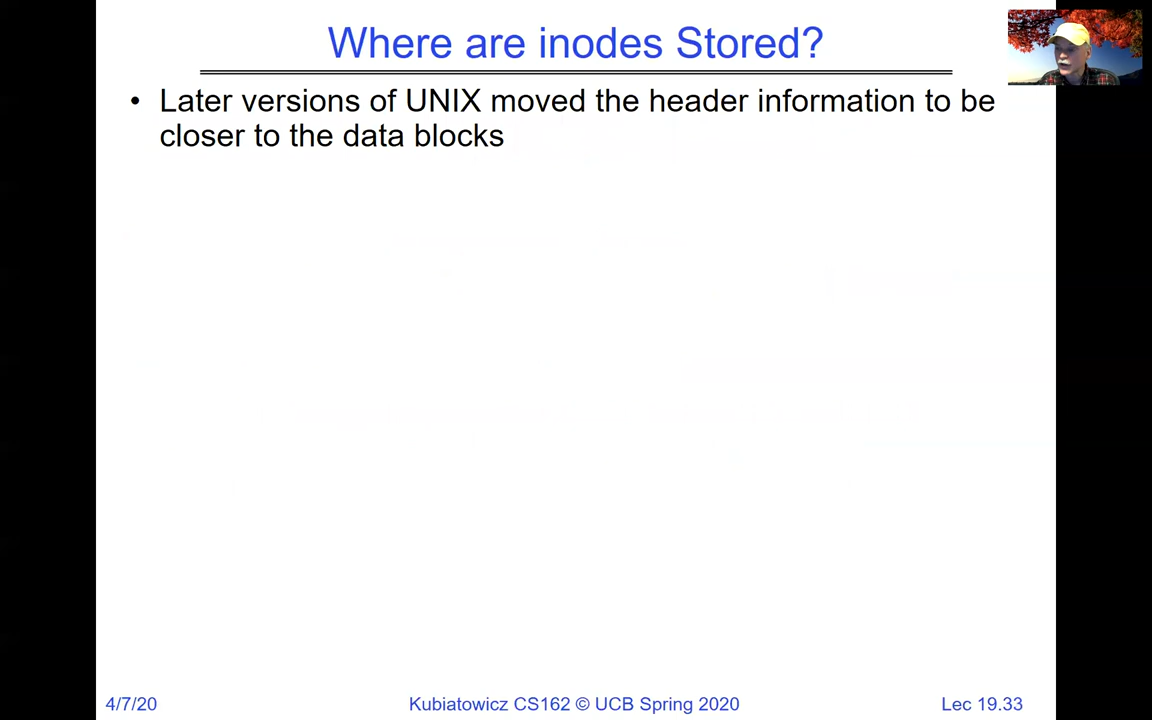 Where are inodes Stored?
• Later versions of UNIX moved the header information to be
closer to the data blocks
4/7/20
Kubiatowicz CS162 © UCB Spring 2020
Lec 19.33